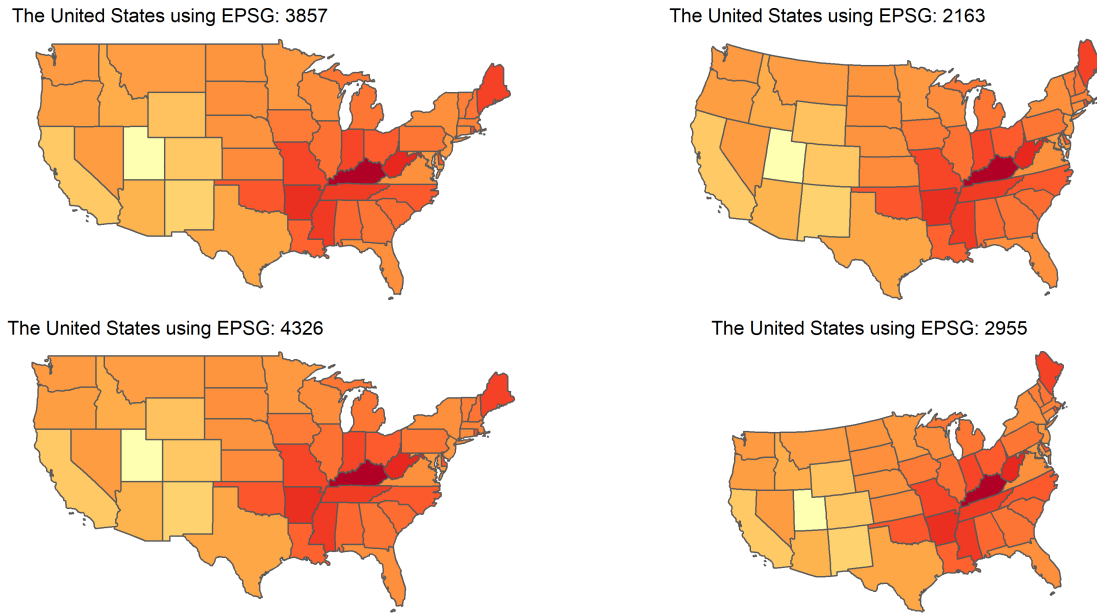 The United States using EPSG: 3857
The United States using EPSG: 2163
The United States using EPSG: 4326
The United States using EPSG: 2955